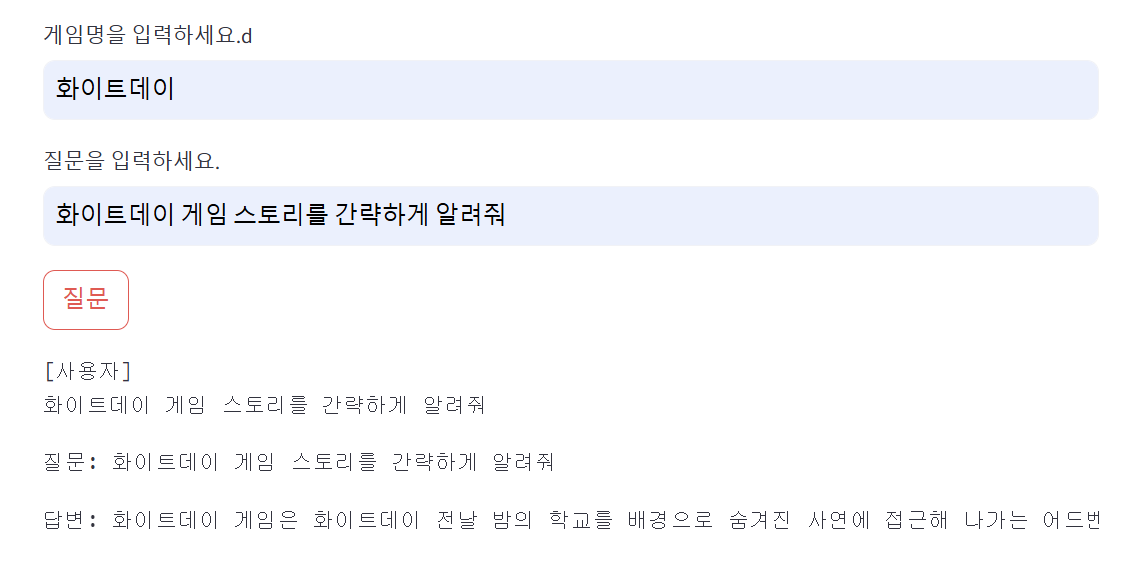 게임명을 입력하세요.d
화이트데이
질문을 입력하세요.
화이트데이 게임 스토리를 간략하게 알려줘
질문
[사용자]
화이트데이 게임 스토리를 간략하게 알려줘
질문: 화이트데이 게임 스토리를 간략하게 알려줘
답변: 화이트데이 게임은 화이트데이 전날 밤의 학교를 배경으로 숨겨진 사연에 접근해 나가는 어드벤